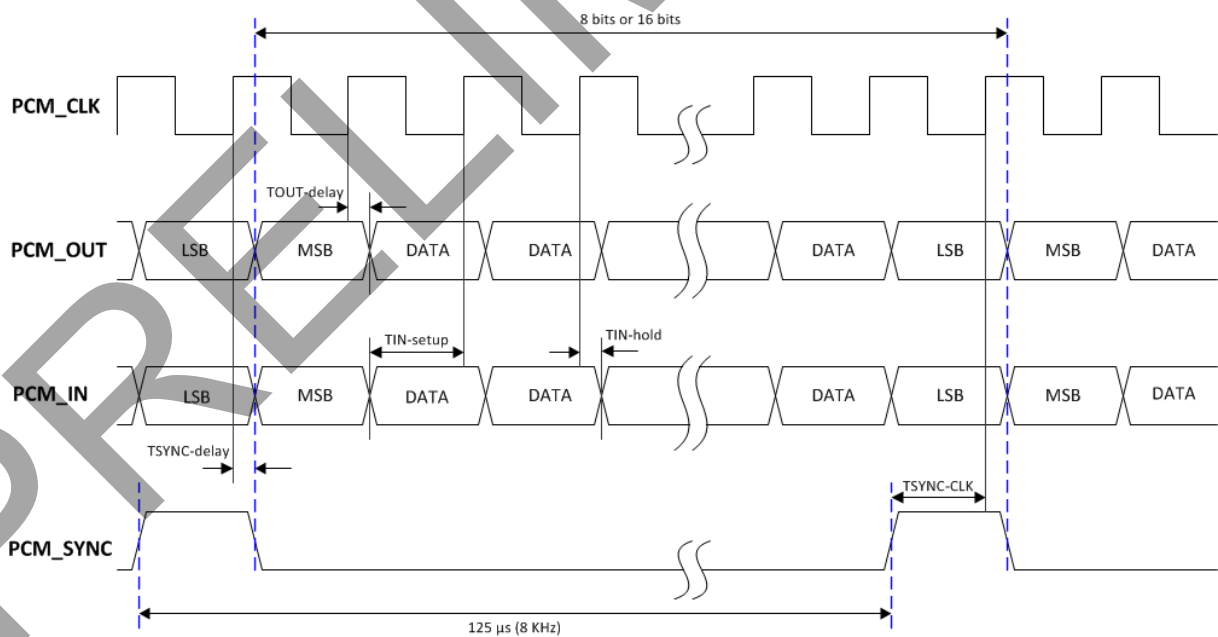 8 bits or 16 bits
PCM_CLK
TOUT-delay
PCM_OUT LSB MSB DATA DATA DATA LSB MSB DATA
TIN-setup TIN-hold
PCM_IN LSB MSB DATA DATA DATA LSB MSB DATA
TSYNC-delay
TSYNC-CLK
PCM_SYNC
125 µs (8 KHz)
PRELIN